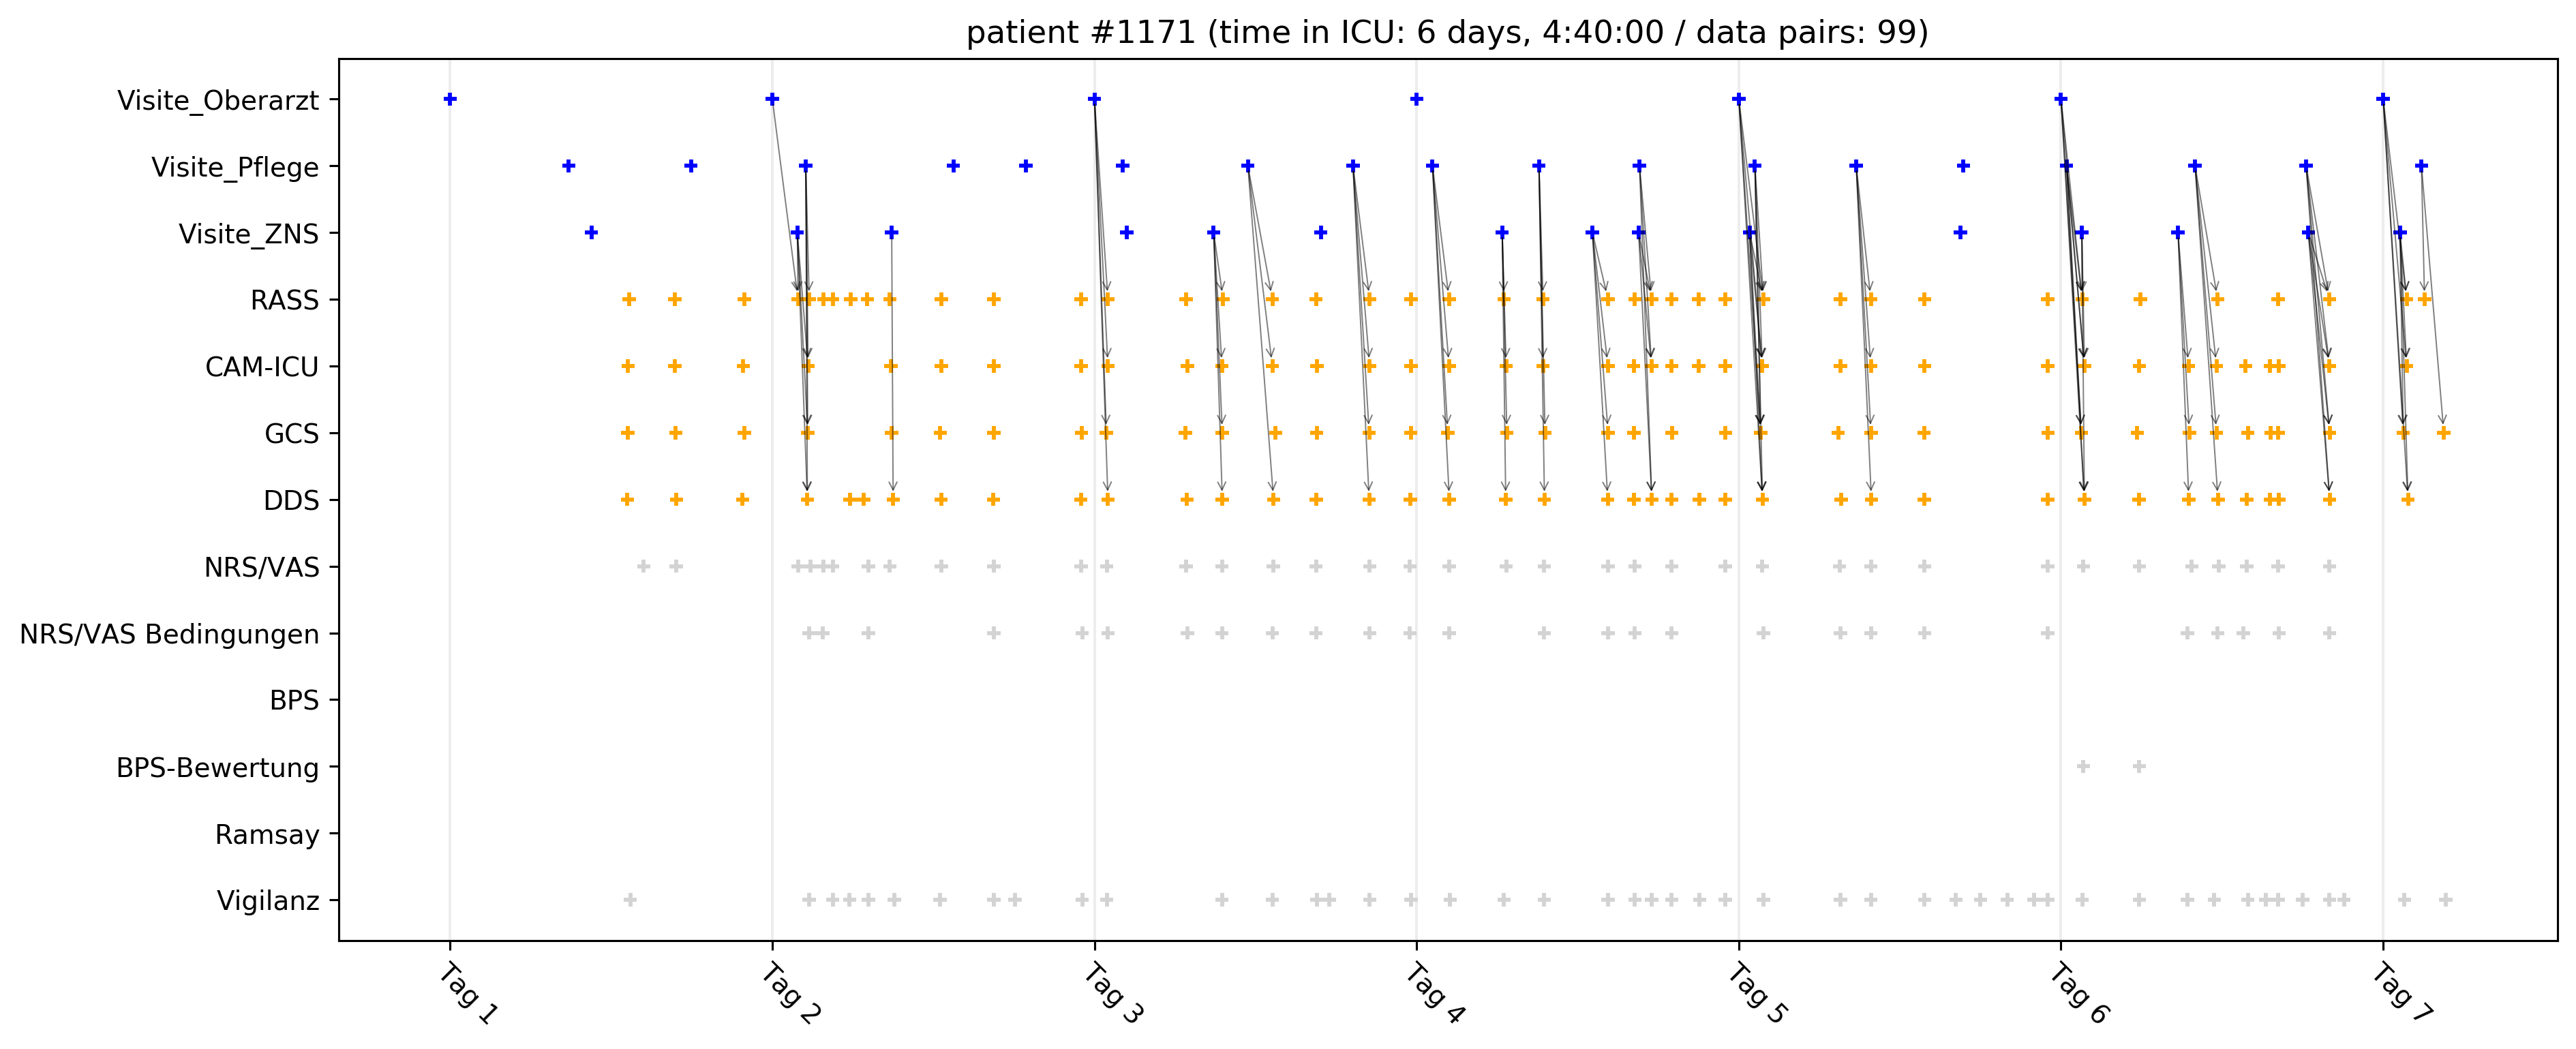 patient #1171 (time in ICU: 6 days, 4:40:00 / data pairs: 99)
Visite_Oberarzt
Visite_Pflege
Visite_ZNS
RASS
CAM-ICU
GCS
DDS
NRS/VAS
NRS/VAS Bedingungen
BPS
BPS-Bewertung
Ramsay
Vigilanz
Tag 1
Tag 2
Tag 3
Tag 4
Tag 5
Tag 6
Tag 7